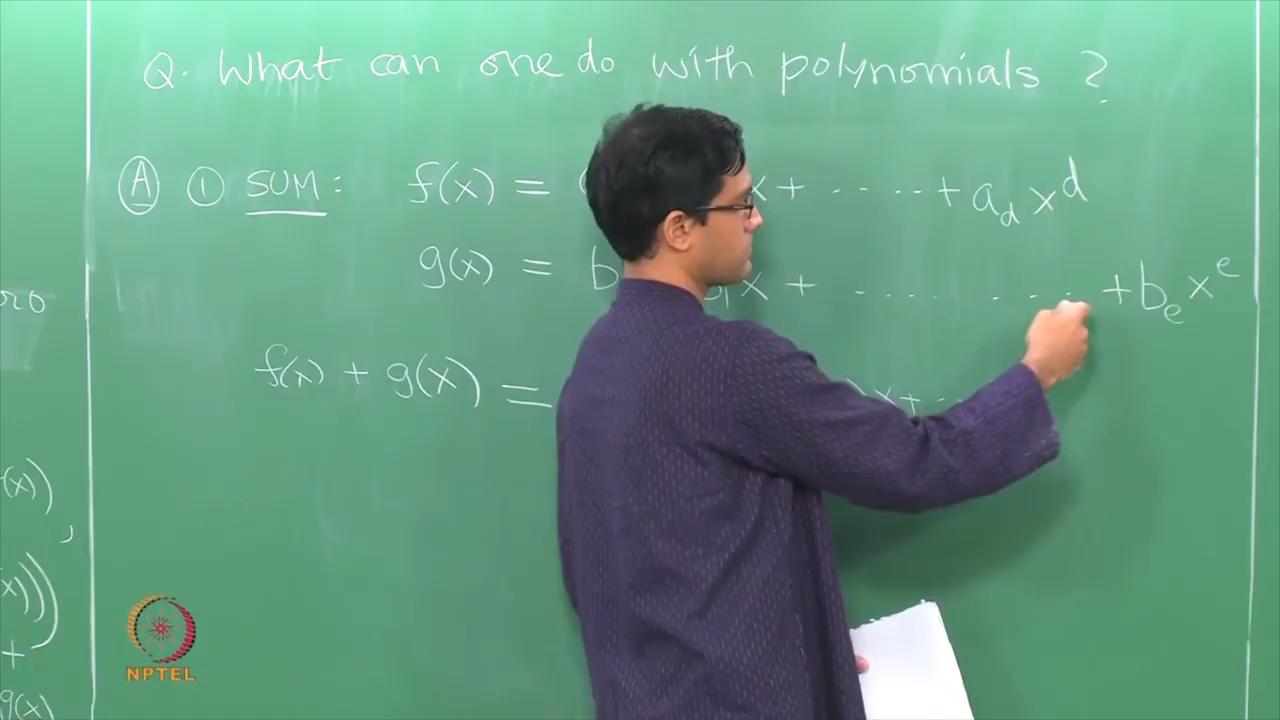 Q. What can one do with polynomials ?
Ⓐ ① SUM : f(x) = x + ..... + a_d x^d
g(x) = b x + ........ + b_e x^e
f(x) + g(x) = x + ..
(x))
,
x)))
+
g(x)
NPTEL